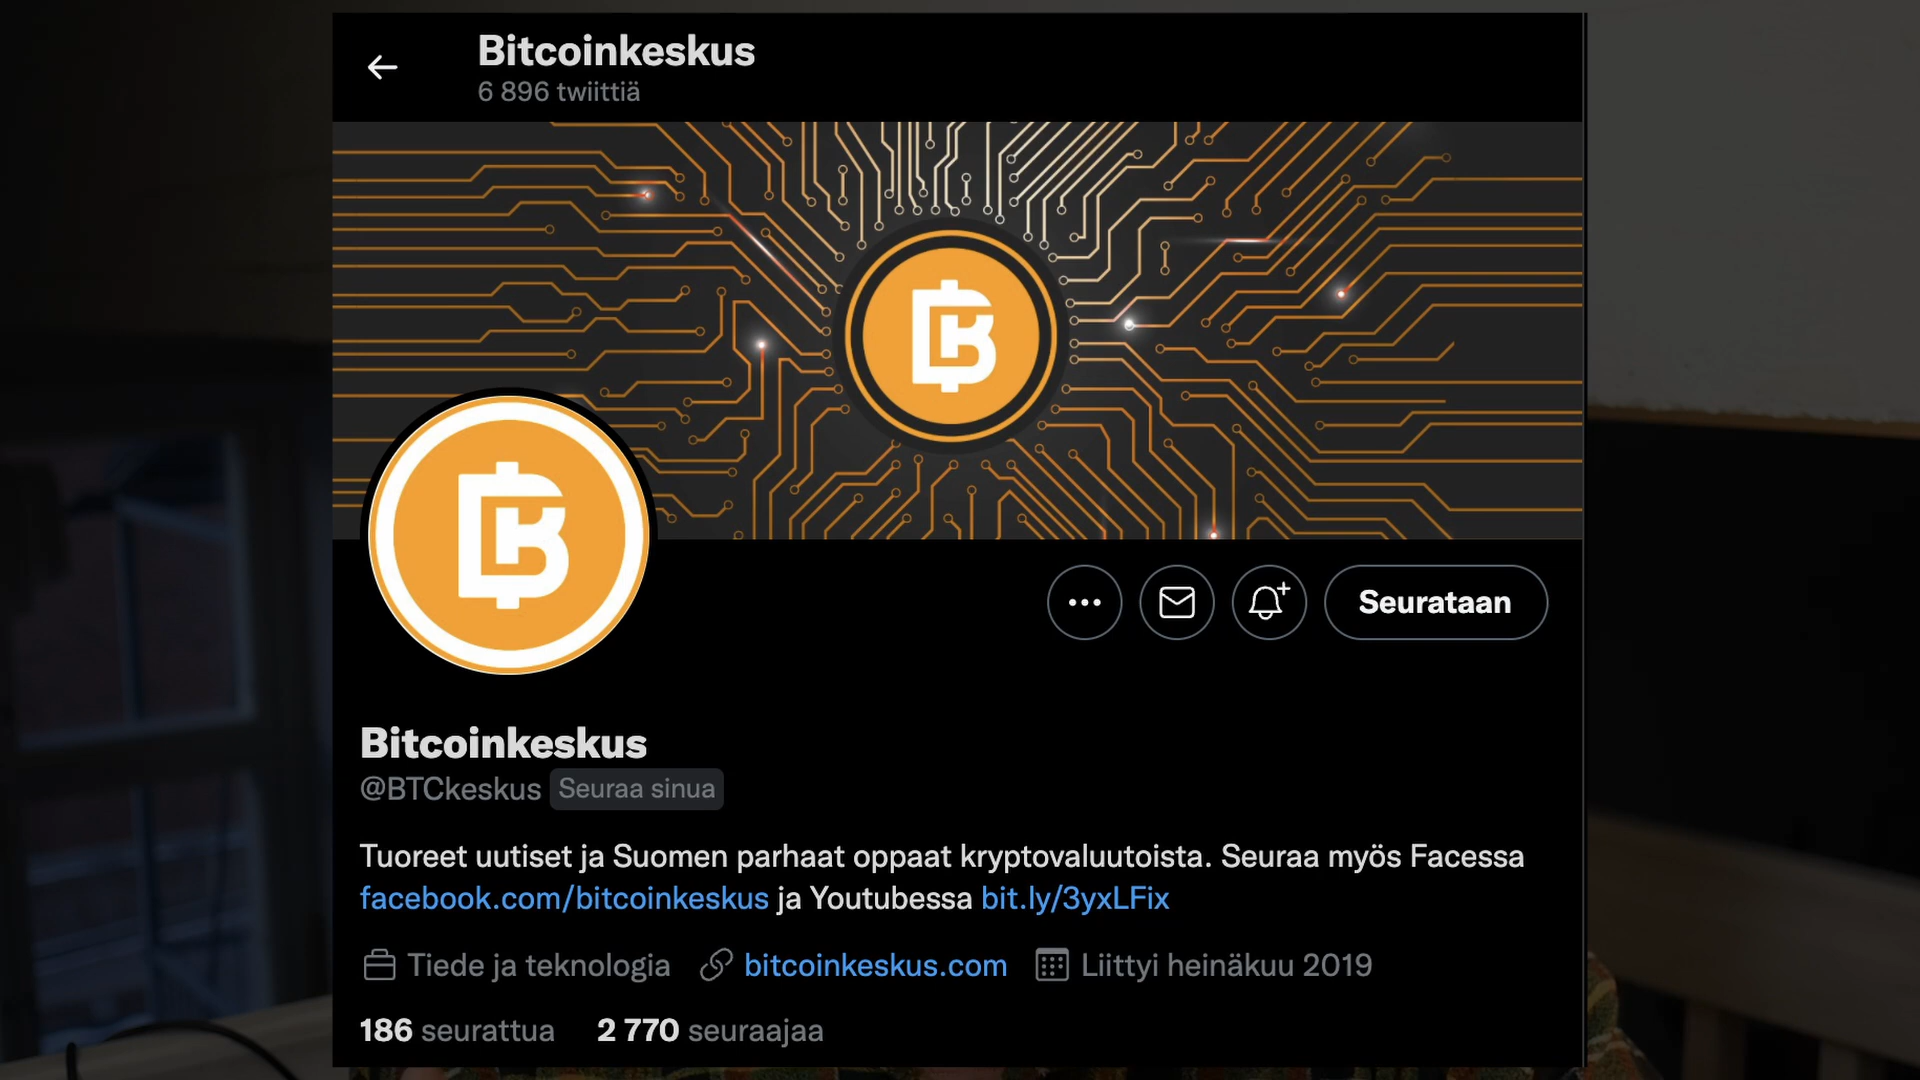 Bitcoinkeskus
6 896 twiittiä
Seurataan
Bitcoinkeskus
@BTCkeskus Seuraa sinua
Tuoreet uutiset ja Suomen parhaat oppaat kryptovaluutoista. Seuraa myös Facessa
facebook.com/bitcoinkeskus ja Youtubessa bit.ly/3yxLFix
Tiede ja teknologia bitcoinkeskus.com Liittyi heinäkuu 2019
186 seurattua 2 770 seuraajaa